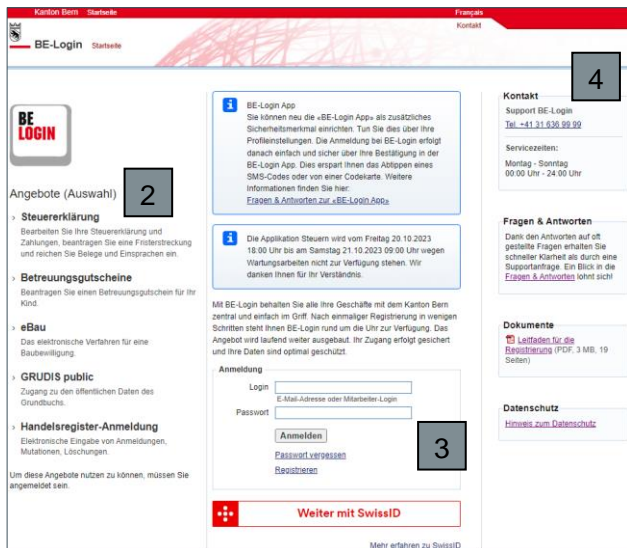 Kanton Bern Startseite
Français
Kontakt
BE-Login Startseite
4
BE
LOGIN
2
Angebote (Auswahl)
Steuererklärung
Bearbeiten Sie Ihre Steuererklärung und
Zahlungen, beantragen Sie eine Fristerstreckung
und reichen Sie Belege und Einsprachen ein.
Betreuungsgutscheine
Beantragen Sie einen Betreuungsgutschein für Ihr
Kind.
eBau
Das elektronische Verfahren für eine
Baubewilligung.
GRUDIS public
Zugang zu den öffentlichen Daten des
Grundbuchs.
Handelsregister-Anmeldung
Elektronische Eingabe von Anmeldungen,
Mutationen, Löschungen.
Um diese Angebote nutzen zu können, müssen Sie
angemeldet sein.
BE-Login App
Sie können neu die «BE-Login App» als zusätzliches
Sicherheitsmerkmal einrichten. Tun Sie dies über Ihre
Profileinstellungen. Die Anmeldung bei BE-Login erfolgt
danach einfach und sicher über Ihre Bestätigung in der
BE-Login App. Dies erspart Ihnen das Abtippen eines
SMS-Codes oder von einer Codekarte. Weitere
Informationen finden Sie hier:
Fragen & Antworten zur «BE-Login App»
Die Applikation Steuern wird vom Freitag 20.10.2023
18:00 Uhr bis am Samstag 21.10.2023 09:00 Uhr wegen
Wartungsarbeiten nicht zur Verfügung stehen. Wir
danken Ihnen für Ihr Verständnis.
Mit BE-Login behalten Sie alle Ihre Geschäfte mit dem Kanton Bern
zentral und einfach im Griff. Nach einmaliger Registrierung in wenigen
Schritten steht Ihnen BE-Login rund um die Uhr zur Verfügung. Das
Angebot wird laufend weiter ausgebaut. Ihr Zugang erfolgt gesichert
und Ihre Daten sind optimal geschützt.
Anmeldung
Login
E-Mail-Adresse oder Mitarbeiter-Login
Passwort
Anmelden
3
Passwort vergessen
Registrieren
Weiter mit SwissID
Mehr erfahren zu SwissID
Kontakt
Support BE-Login
Tel. +41 31 636 99 99
Servicezeiten:
Montag - Sonntag
00:00 Uhr - 24:00 Uhr
Fragen & Antworten
Dank den Antworten auf oft
gestellte Fragen erhalten Sie
schneller Klarheit als durch eine
Supportanfrage. Ein Blick in die
Fragen & Antworten lohnt sich!
Dokumente
Leitfaden für die
Registrierung (PDF, 3 MB, 19
Seiten)
Datenschutz
Hinweis zum Datenschutz